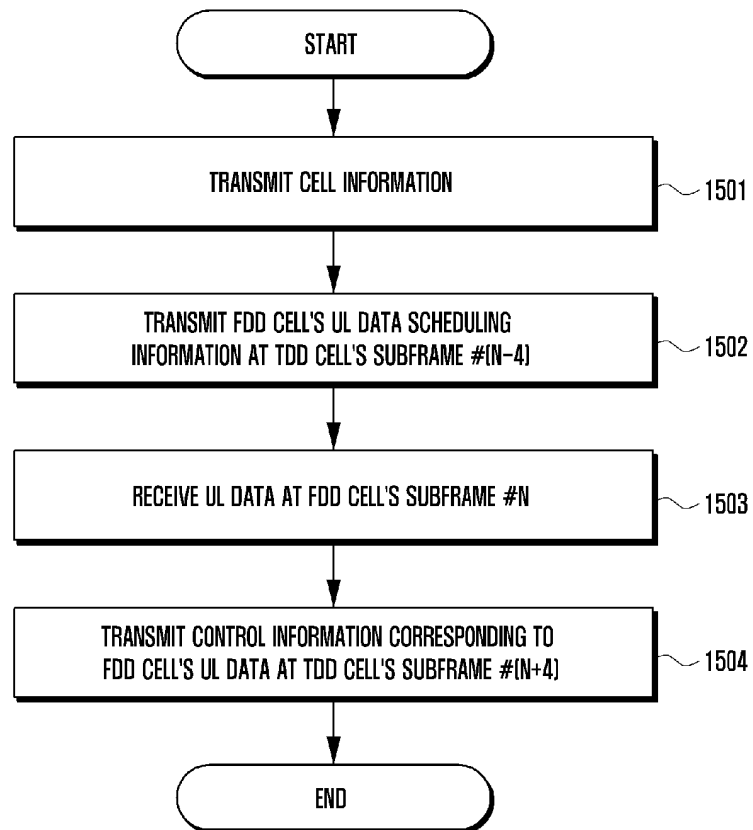 START
TRANSMIT CELL INFORMATION
1501
TRANSMIT FDD CELL'S UL DATA SCHEDULING
INFORMATION AT TDD CELL'S SUBFRAME #(N-4)
1502
RECEIVE UL DATA AT FDD CELL'S SUBFRAME #N
1503
TRANSMIT CONTROL INFORMATION CORRESPONDING TO
FDD CELL'S UL DATA AT TDD CELL'S SUBFRAME #(N+4)
1504
END